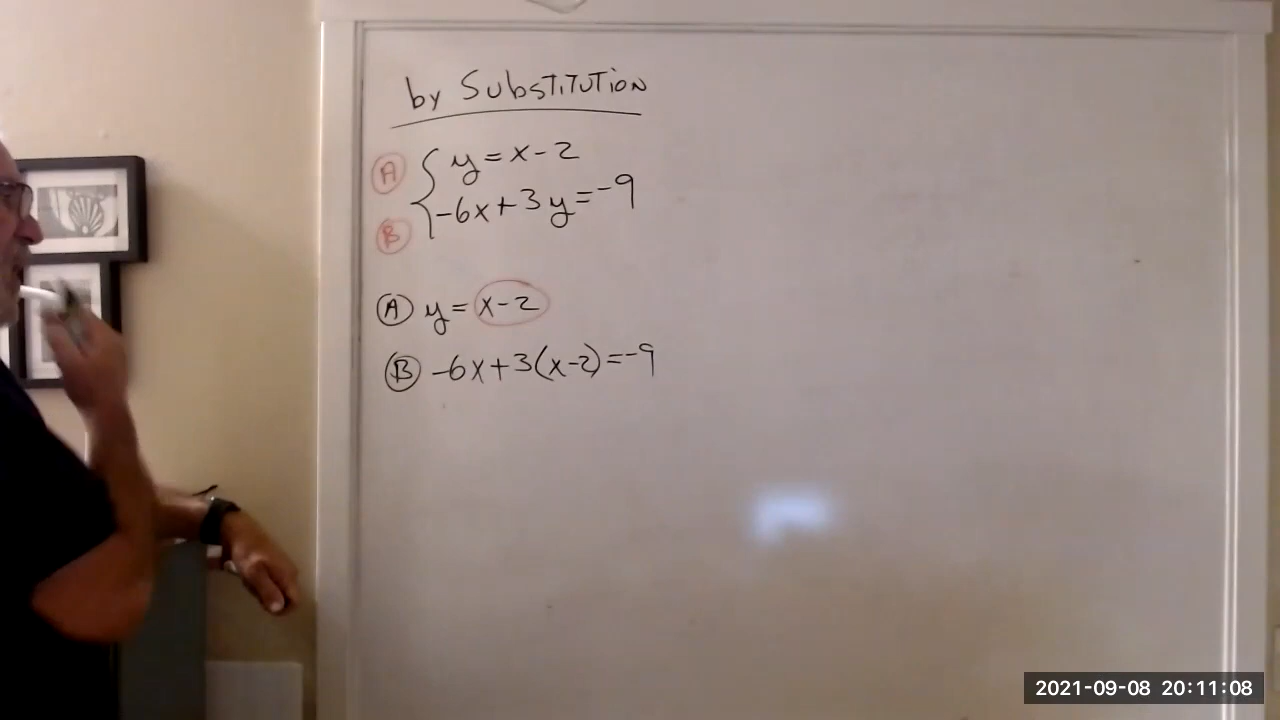 by Substitution
Ⓐ { y = x - 2
Ⓑ { -6x + 3y = -9
Ⓐ y = x - 2
Ⓑ -6x + 3(x-2) = -9
2021-09-08 20:11:08